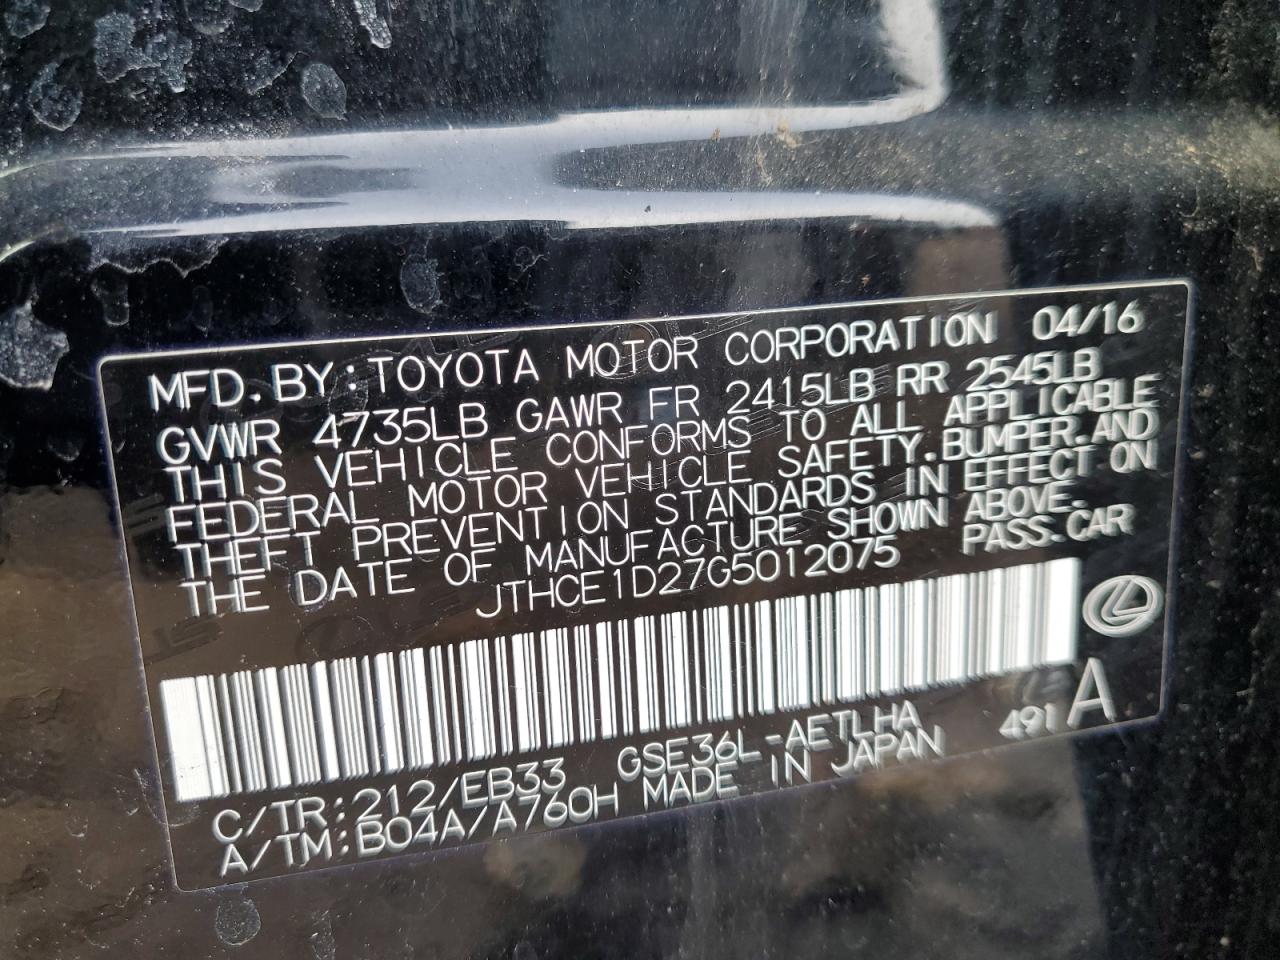 MFD. BY: TOYOTA MOTOR CORPORATION 04/16
GVWR 4735LB GAWR FR 2415LB RR 2545LB
THIS VEHICLE CONFORMS TO ALL APPLICABLE
FEDERAL MOTOR VEHICLE SAFETY, BUMPER, AND
THEFT PREVENTION STANDARDS IN EFFECT ON
THE DATE OF MANUFACTURE SHOWN ABOVE.
JTHCE1D27G5012075 PASS. CAR
C/TR: 212/EB33 GSE36L-AETLHA 491 A
A/TM: B04A/A760H MADE IN JAPAN